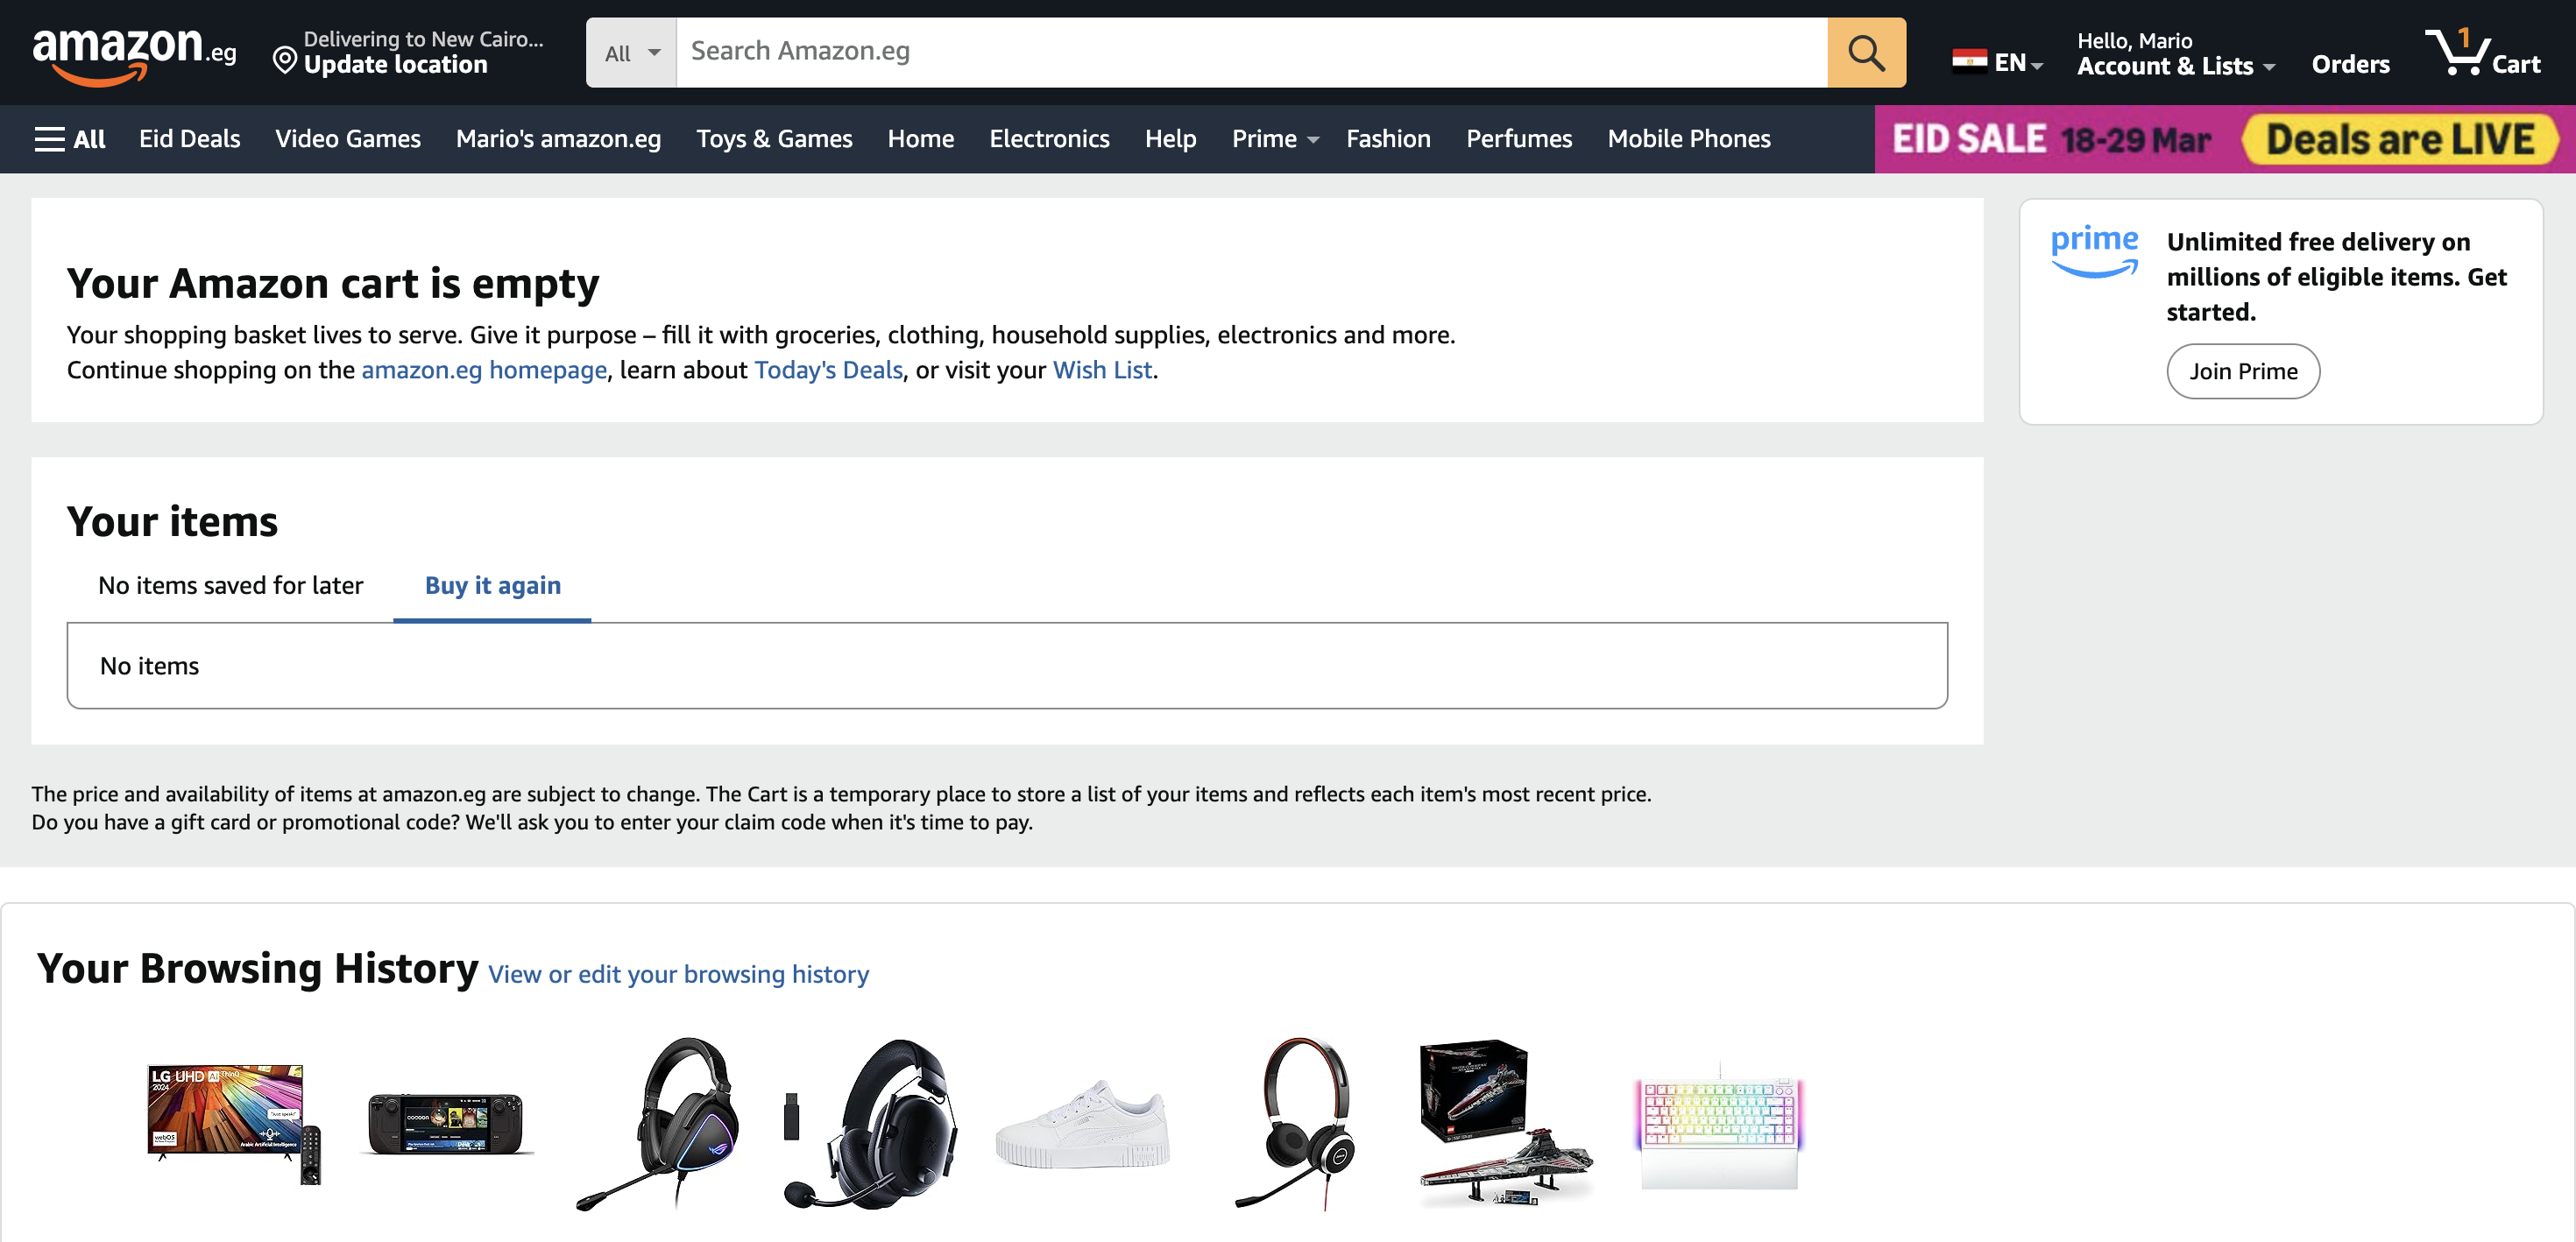 amazon.eg
Delivering to New Cairo...
Update location
All
Search Amazon.eg
EN
Hello, Mario
Account & Lists
Orders
1
Cart
All
Eid Deals
Video Games
Mario's amazon.eg
Toys & Games
Home
Electronics
Help
Prime
Fashion
Perfumes
Mobile Phones
EID SALE 18-29 Mar
Deals are LIVE
Your Amazon cart is empty
Your shopping basket lives to serve. Give it purpose – fill it with groceries, clothing, household supplies, electronics and more.
Continue shopping on the amazon.eg homepage, learn about Today's Deals, or visit your Wish List.
prime
Unlimited free delivery on
millions of eligible items. Get
started.
Join Prime
Your items
No items saved for later
Buy it again
No items
The price and availability of items at amazon.eg are subject to change. The Cart is a temporary place to store a list of your items and reflects each item's most recent price.
Do you have a gift card or promotional code? We'll ask you to enter your claim code when it's time to pay.
Your Browsing History View or edit your browsing history
LG UHD AI ThinQ
2024
"Just speak!"
webOS
Arabic Artificial Intelligence
COCOON